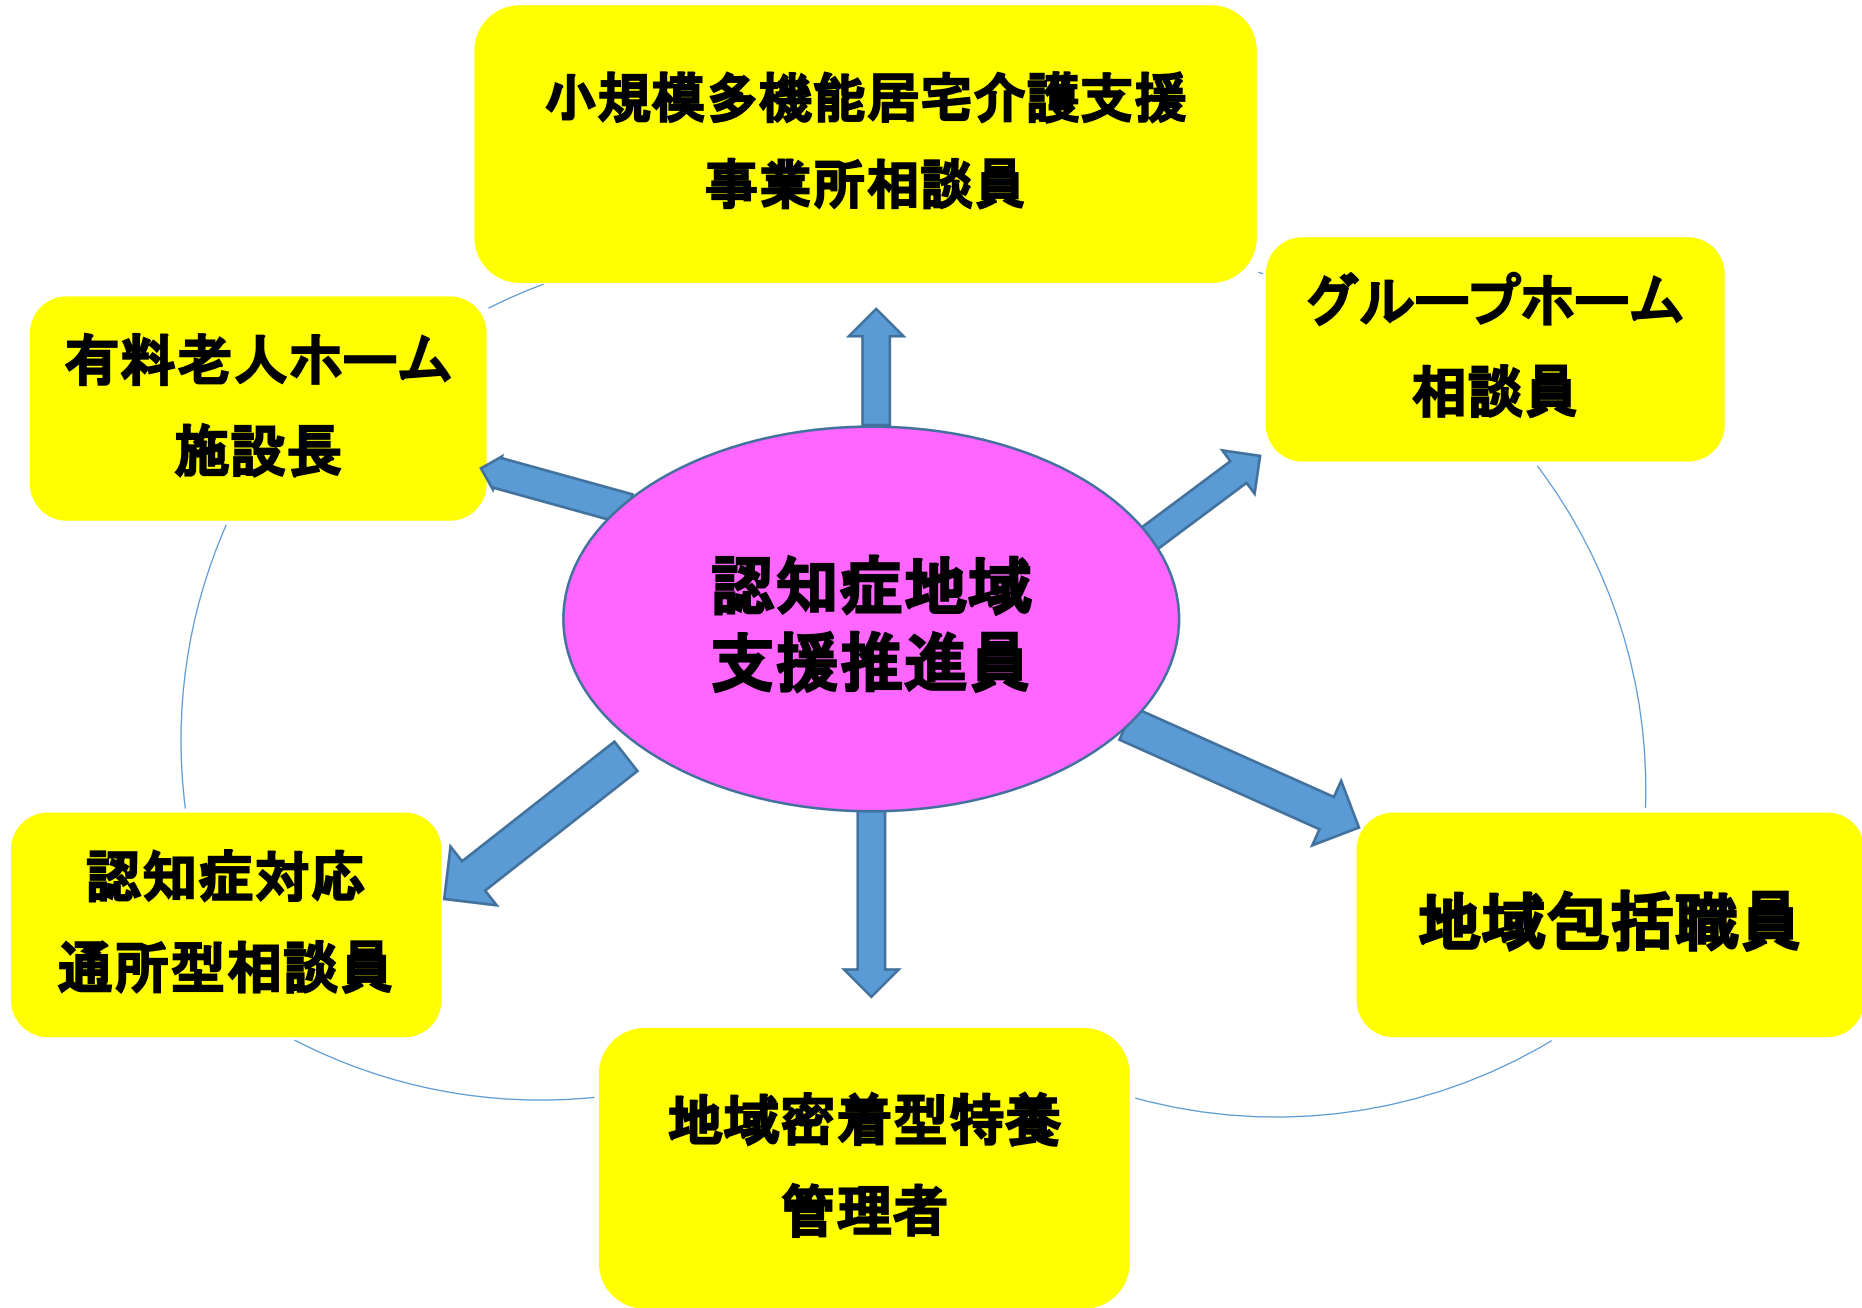 小規模多機能居宅介護支援
事業所相談員
グループホーム
相談員
有料老人ホーム
施設長
認知症地域
支援推進員
認知症対応
通所型相談員
地域包括職員
地域密着型特養
管理者